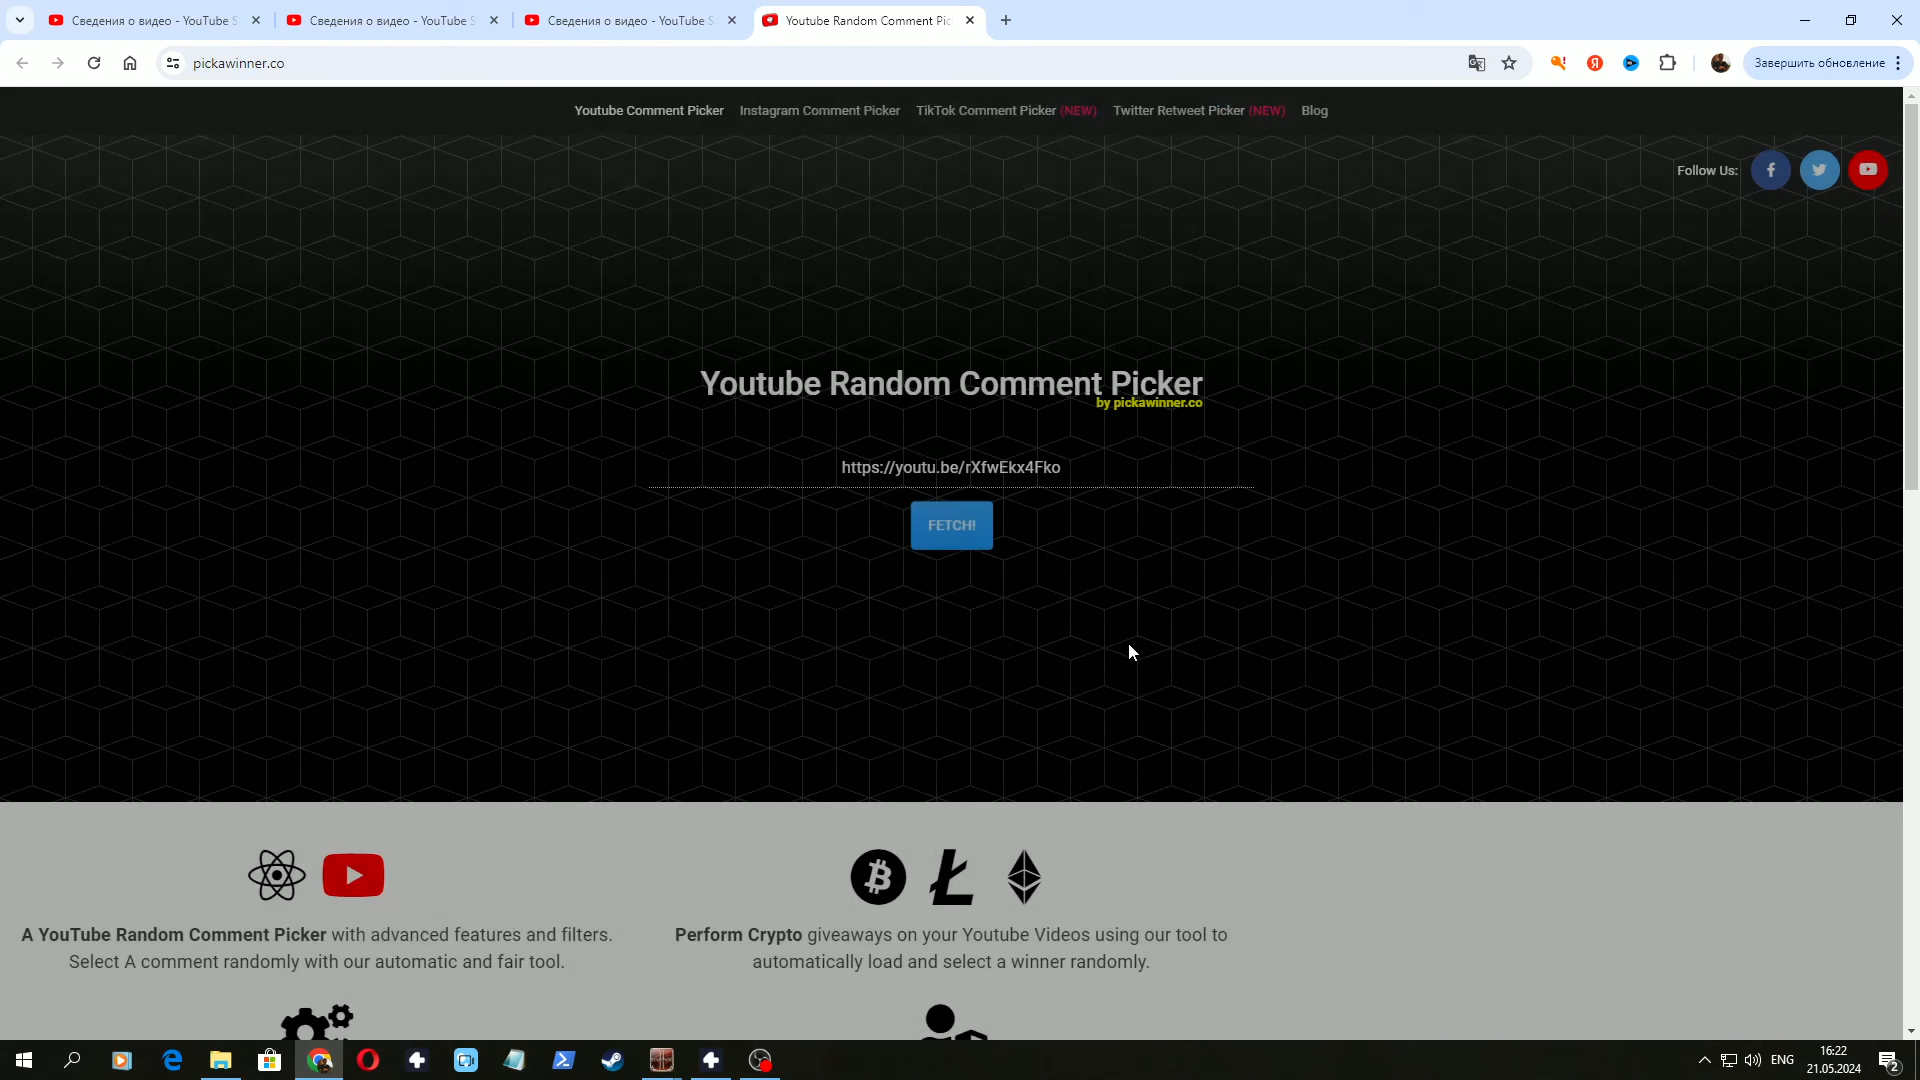 Сведения о видео - YouTube S
Сведения о видео - YouTube S
Сведения о видео - YouTube S
Youtube Random Comment Pic
pickawinner.co
Завершить обновление
Youtube Comment Picker
Instagram Comment Picker
TikTok Comment Picker (NEW)
Twitter Retweet Picker (NEW)
Blog
Follow Us:
Youtube Random Comment Picker
by pickawinner.co
https://youtu.be/rXfwEkx4Fko
FETCH!
A YouTube Random Comment Picker with advanced features and filters.
Select A comment randomly with our automatic and fair tool.
Perform Crypto giveaways on your Youtube Videos using our tool to
automatically load and select a winner randomly.
ENG
16:22
21.05.2024
2